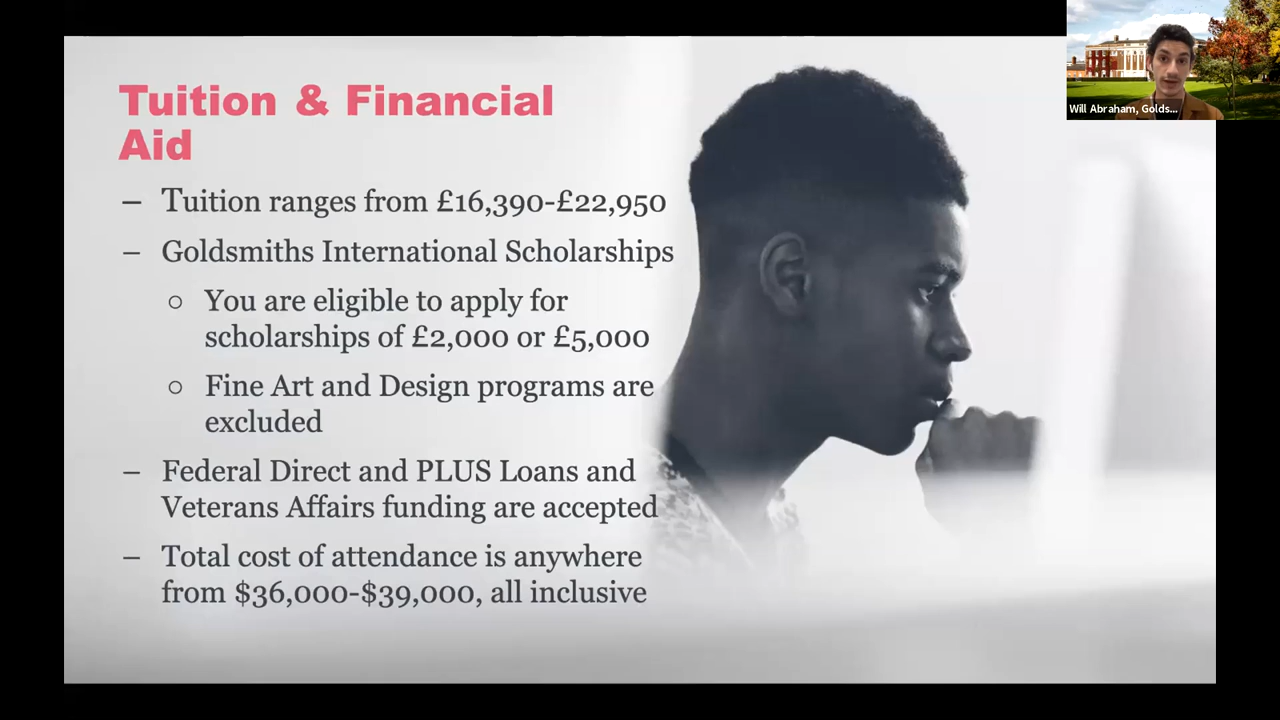 Tuition & Financial
Aid
– Tuition ranges from £16,390-£22,950
– Goldsmiths International Scholarships
○ You are eligible to apply for
scholarships of £2,000 or £5,000
○ Fine Art and Design programs are
excluded
– Federal Direct and PLUS Loans and
Veterans Affairs funding are accepted
– Total cost of attendance is anywhere
from $36,000-$39,000, all inclusive
Will Abraham, Golds...